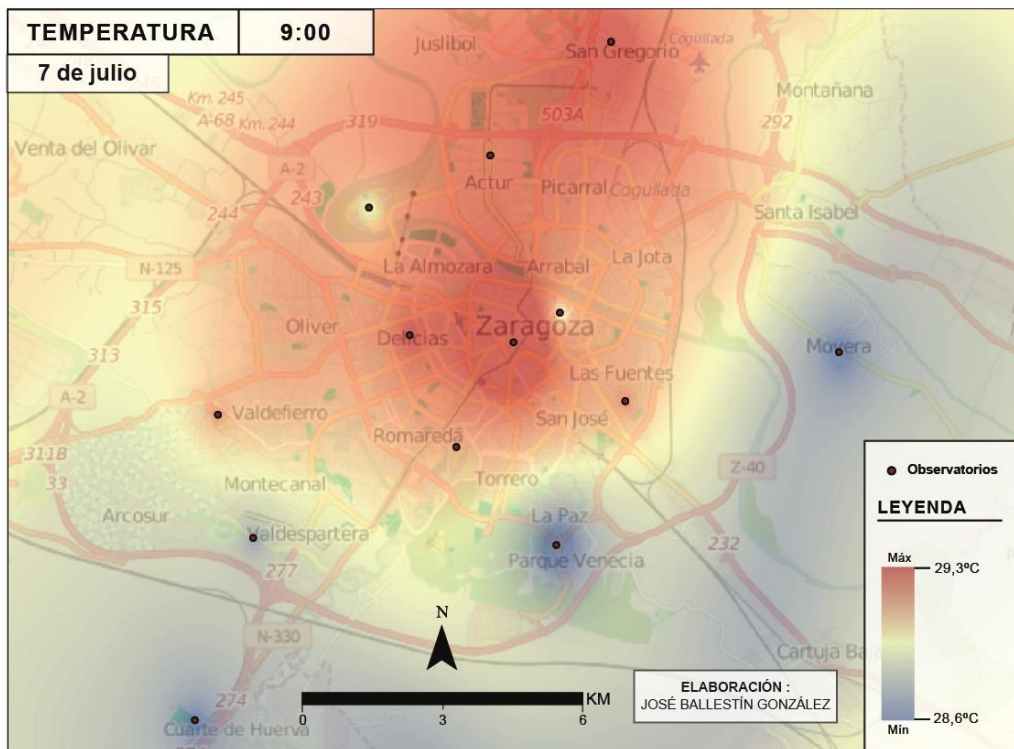 TEMPERATURA
9:00
7 de julio
Juslibol
San Gregorio
Cogullada
Montañana
Km. 245
A-68 Km. 244
319
503A
292
Venta del Olivar
A-2
243
Actur
Picarral
Cogullada
244
Santa Isabel
N-125
La Almozara
Arrabal
La Jota
315
Oliver
Delicias
Zaragoza
Movera
313
Las Fuentes
A-2
Valdefierro
San José
Romareda
311B
33
Montecanal
Torrero
Z-40
Arcosur
Valdespartera
La Paz
Parque Venecia
232
277
N-330
274
Cuarte de Huerva
Cartuja Baja
N
KM
0
3
6
ELABORACIÓN :
JOSÉ BALLESTÍN GONZÁLEZ
Observatorios
LEYENDA
Máx
29,3ºC
28,6ºC
Mín